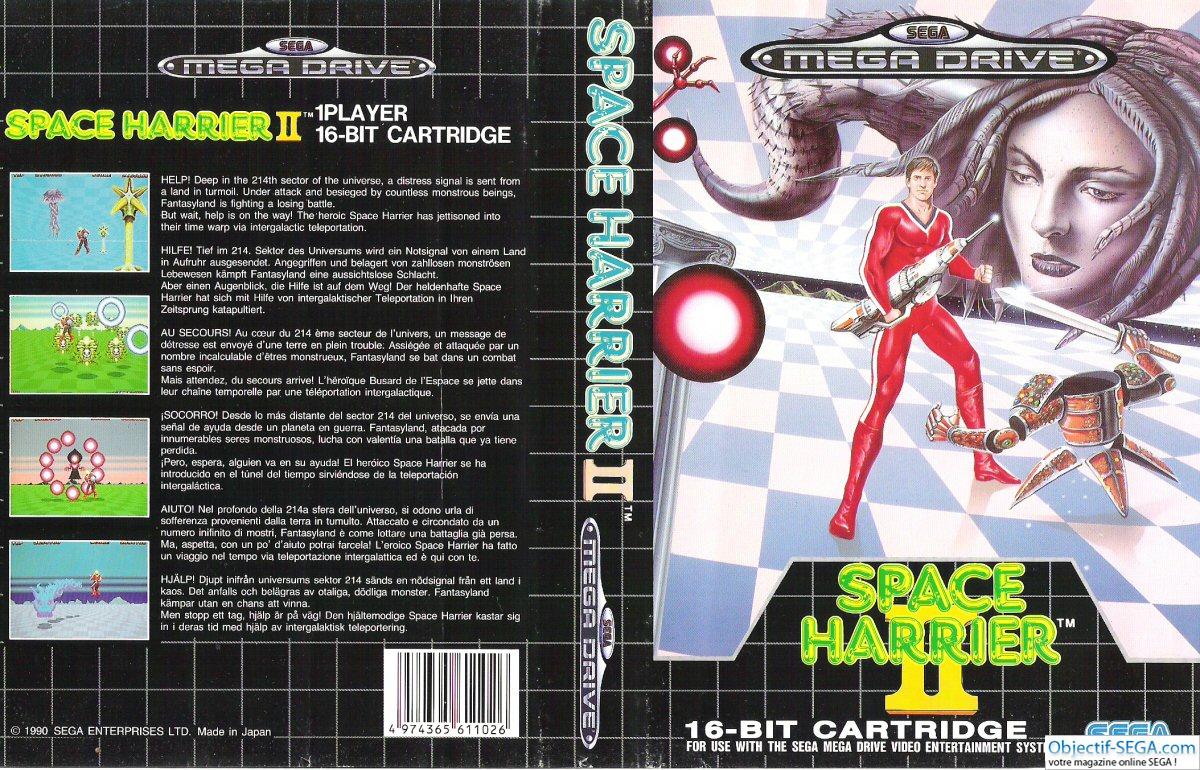 SEGA
MEGA DRIVE
SPACE HARRIER II™
1PLAYER
16-BIT CARTRIDGE
HELP! Deep in the 214th sector of the universe, a distress signal is sent from
a land in turmoil. Under attack and besieged by countless monstrous beings,
Fantasyland is fighting a losing battle.
But wait, help is on the way! The heroic Space Harrier has jettisoned into
their time warp via intergalactic teleportation.
HILFE! Tief im 214. Sektor des Universums wird ein Notsignal von einem Land
in Aufruhr ausgesendet. Angegriffen und belagert von zahllosen monströsen
Lebewesen kämpft Fantasyland eine aussichtslose Schlacht.
Aber einen Augenblick, die Hilfe ist auf dem Weg! Der heldenhafte Space
Harrier hat sich mit Hilfe von intergalaktischer Teleportation in Ihren
Zeitsprung katapultiert.
AU SECOURS! Au cœur du 214 ème secteur de l'univers, un message de
détresse est envoyé d'une terre en plein trouble. Assiégée et attaquée par un
nombre incalculable d'êtres monstrueux, Fantasyland se bat dans un combat
sans espoir.
Mais attendez, du secours arrive! L'héroïque Busard de l'Espace se jette dans
leur chaîne temporelle par une téléportation intergalactique.
¡SOCORRO! Desde lo más distante del sector 214 del universo, se envía una
señal de ayuda desde un planeta en guerra. Fantasyland, atacada por
innumerables seres monstruosos, lucha con valentía una batalla que ya tiene
perdida.
¡Pero, espera, alguien va en su ayuda! El heróico Space Harrier se ha
introducido en el túnel del tiempo sirviéndose de la teleportación
intergaláctica.
AIUTO! Nel profondo della 214a sfera dell'universo, si odono urla di
sofferenza provenienti dalla terra in tumulto. Attaccato e circondato da un
numero inifinito di mostri, Fantasyland è come lottare una battaglia già persa.
Ma, aspetta, con un po' d'aiuto potrai farcela! L'eroico Space Harrier ha fatto
un viaggio nel tempo via teleportazione intergalattica ed è qui con te.
HJÄLP! Djupt inifrån universums sektor 214 sänds en nödsignal från ett land i
kaos. Det anfalls och belägras av otaliga, dödliga monster. Fantasyland
kämpar utan en chans att vinna.
Men stopp ett tag, hjälp är på väg! Den hjältemodige Space Harrier kastar sig
in i deras tid med hjälp av intergalaktisk teleportering.
4 974365 611026
© 1990 SEGA ENTERPRISES LTD. Made in Japan
SPACE HARRIER II™
SEGA
MEGA DRIVE
SEGA
MEGA DRIVE
SPACE
HARRIER™
II
16-BIT CARTRIDGE
FOR USE WITH THE SEGA MEGA DRIVE VIDEO ENTERTAINMENT SYST
SEGA
Objectif-SEGA.com
votre magazine online SEGA !